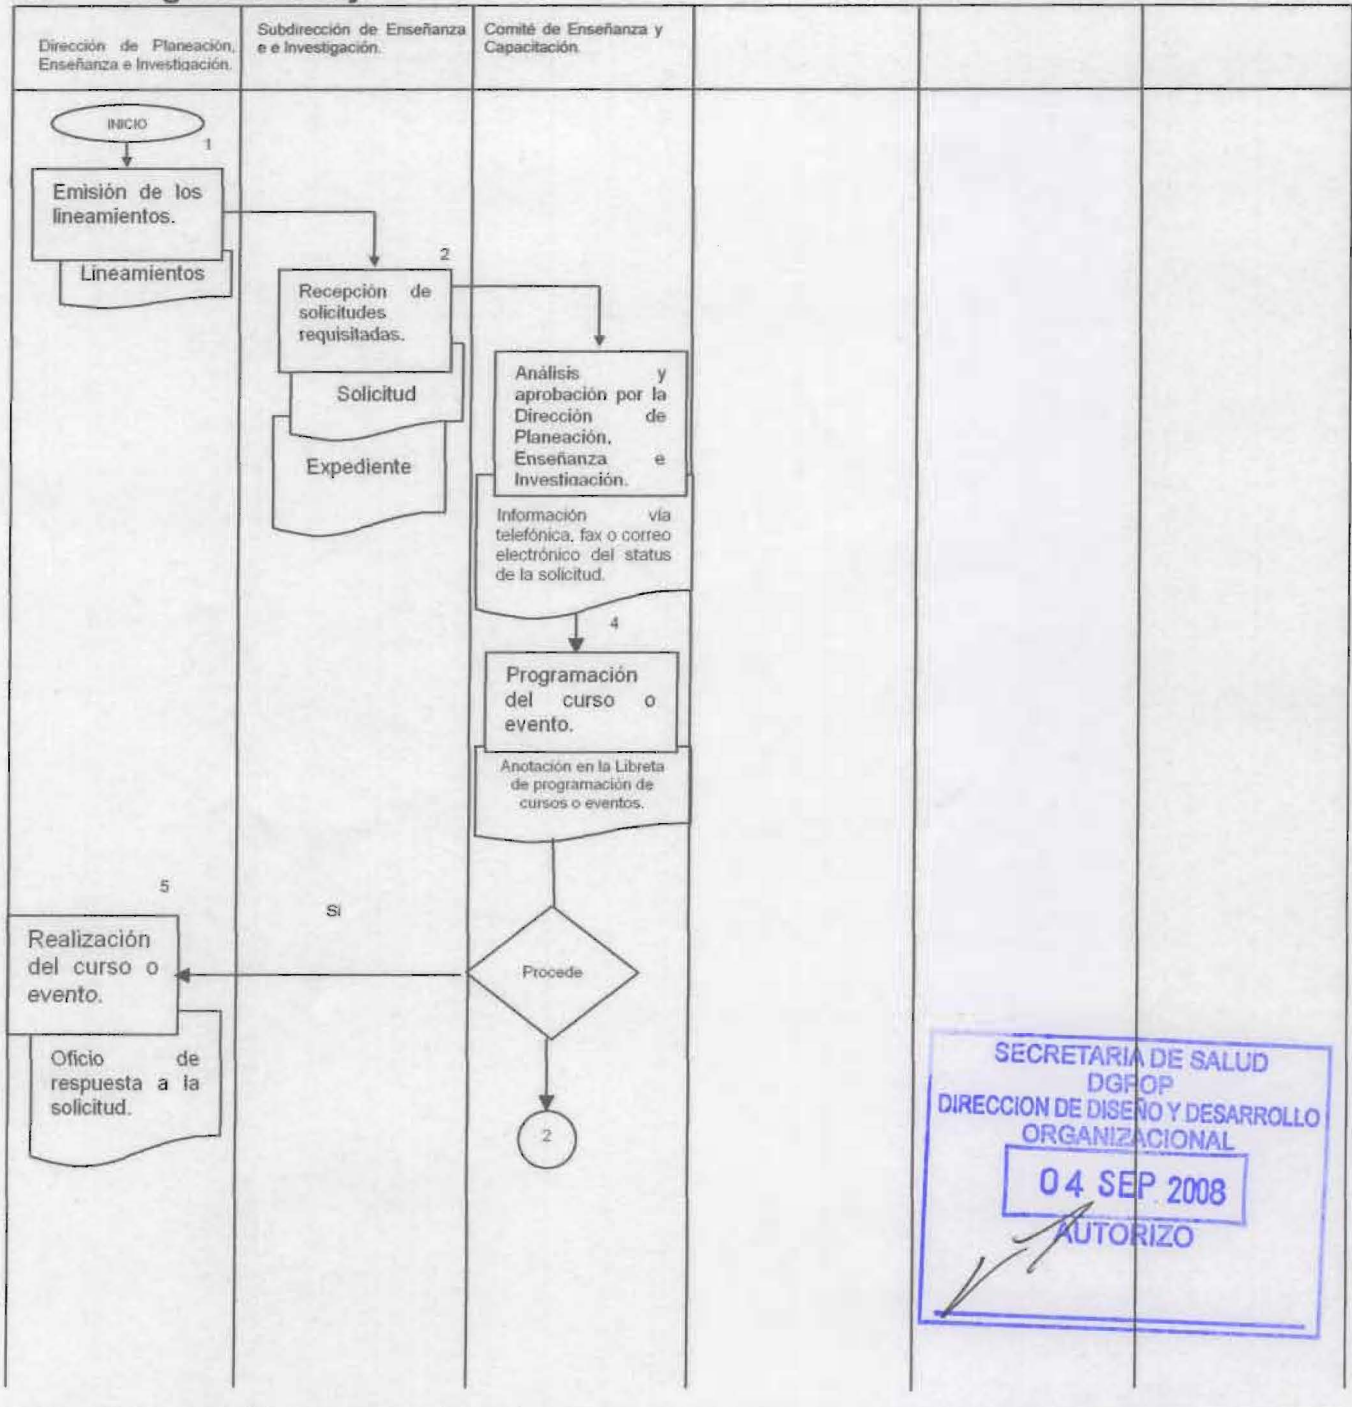 Dirección de Planeación,
Enseñanza e Investigación.
Subdirección de Enseñanza
e e Investigación.
Comité de Enseñanza y
Capacitación.
INICIO
1
Emisión de los
lineamientos.
Lineamientos
2
Recepción de
solicitudes
requisitadas.
Solicitud
Expediente
Análisis y
aprobación por la
Dirección de
Planeación,
Enseñanza e
Investigación.
Información vía
telefónica, fax o correo
electrónico del status
de la solicitud.
4
Programación
del curso o
evento.
Anotación en la Libreta
de programación de
cursos o eventos.
5
Si
Realización
del curso o
evento.
Procede
Oficio de
respuesta a la
solicitud.
2
SECRETARIA DE SALUD
DGPOP
DIRECCION DE DISEÑO Y DESARROLLO
ORGANIZACIONAL
04 SEP 2008
AUTORIZO